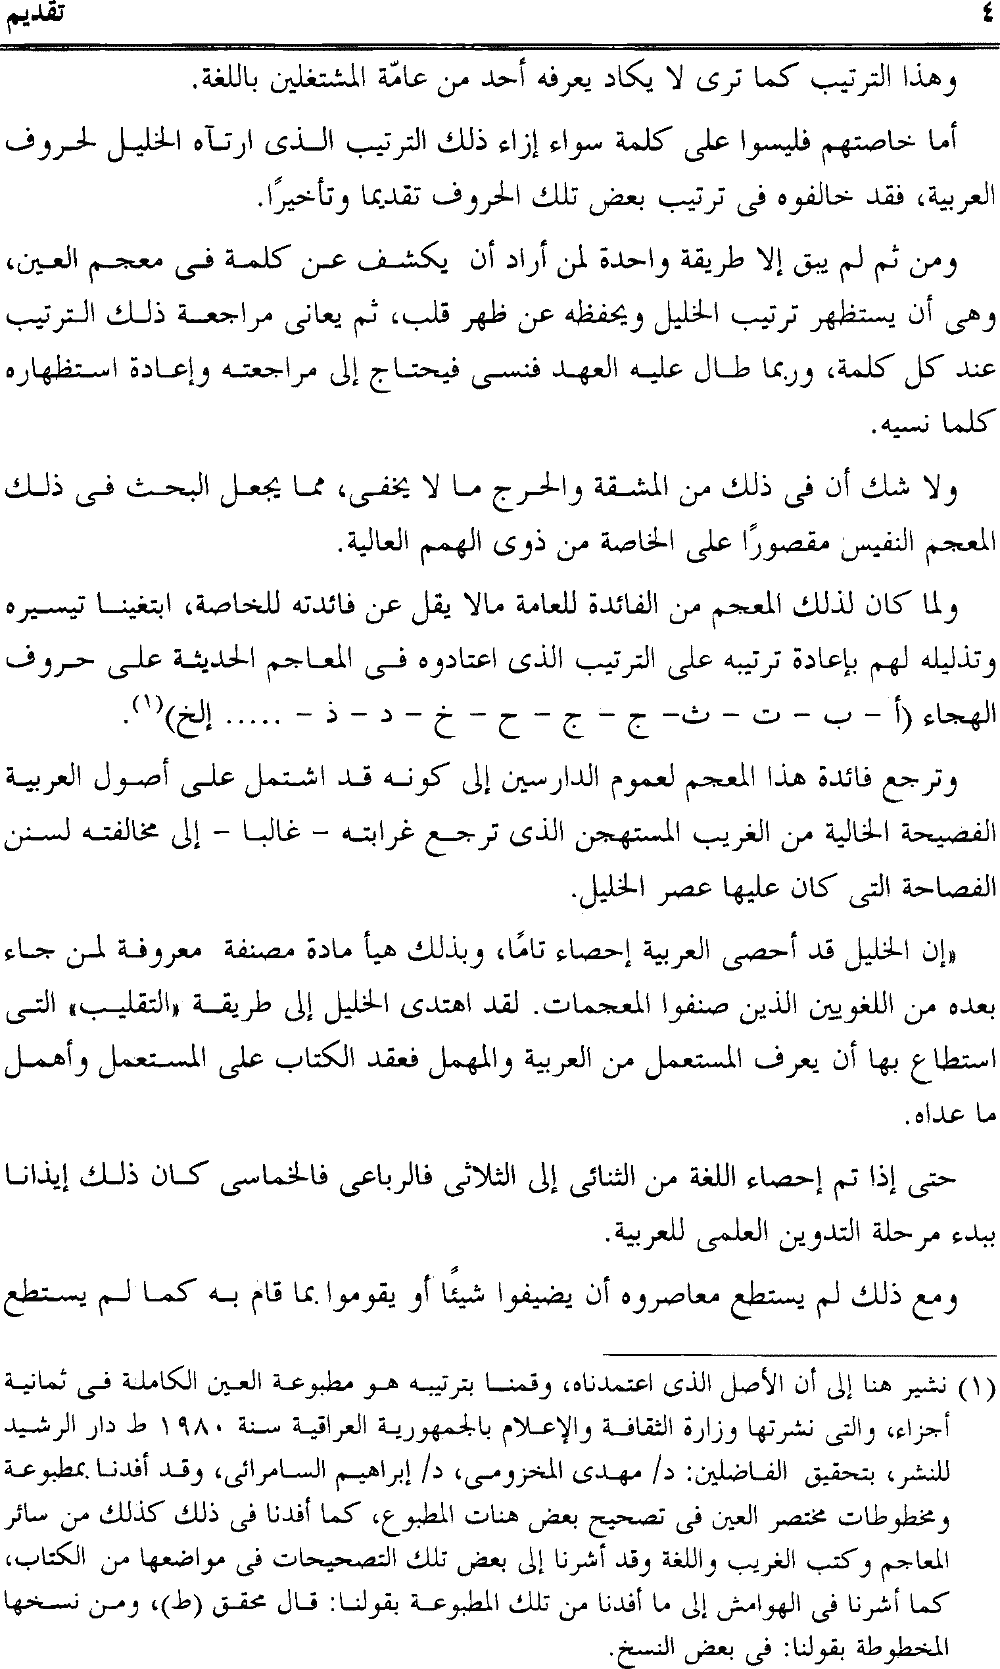 ٤ تقديم
وهذا الترتيب كما ترى لا يكاد يعرفه أحد من عامّة المشتغلين باللغة.
أما خاصتهم فليسوا على كلمة سواء إزاء ذلك الترتيب الذى ارتآه الخليل لحروف
العربية، فقد خالفوه فى ترتيب بعض تلك الحروف تقديما وتأخيرًا.
ومن ثم لم يبق إلا طريقة واحدة لمن أراد أن يكشف عن كلمة فى معجم العين،
وهى أن يستظهر ترتيب الخليل ويحفظه عن ظهر قلب، ثم يعانى مراجعة ذلك الترتيب
عند كل كلمة، وربما طال عليه العهد فنسى فيحتاج إلى مراجعته وإعادة استظهاره
كلما نسيه.
ولا شك أن فى ذلك من المشقة والحرج ما لا يخفى، مما يجعل البحث فى ذلك
المعجم النفيس مقصورًا على الخاصة من ذوى الهمم العالية.
ولما كان لذلك المعجم من الفائدة للعامة مالا يقل عن فائدته للخاصة، ابتغينا تيسيره
وتذليله لهم بإعادة ترتيبه على الترتيب الذى اعتادوه فى المعاجم الحديثة على حروف
الهجاء (أ - ب - ت - ث- ج - ج - ح - خ - د - ذ - ..... إلخ)(١).
وترجع فائدة هذا المعجم لعموم الدارسين إلى كونه قد اشتمل على أصول العربية
الفصيحة الخالية من الغريب المستهجن الذى ترجع غرابته - غالبا - إلى مخالفته لسنن
الفصاحة التى كان عليها عصر الخليل.
«إن الخليل قد أحصى العربية إحصاء تامًا، وبذلك هيأ مادة مصنفة معروفة لمن جاء
بعده من اللغويين الذين صنفوا المعجمات. لقد اهتدى الخليل إلى طريقة «التقليب» التى
استطاع بها أن يعرف المستعمل من العربية والمهمل فعقد الكتاب على المستعمل وأهمل
ما عداه.
حتى إذا تم إحصاء اللغة من الثنائى إلى الثلاثى فالرباعى فالخماسى كان ذلك إيذانا
ببدء مرحلة التدوين العلمى للعربية.
ومع ذلك لم يستطع معاصروه أن يضيفوا شيئًا أو يقوموا بما قام به كما لم يستطع
(١) نشير هنا إلى أن الأصل الذى اعتمدناه، وقمنا بترتيبه هو مطبوعة العين الكاملة فى ثمانية
أجزاء، والتى نشرتها وزارة الثقافة والإعلام بالجمهورية العراقية سنة ١٩٨٠ ط دار الرشيد
للنشر، بتحقيق الفاضلين: د/ مهدى المخزومى، د/ إبراهيم السامرائى، وقد أفدنا بمطبوعة
ومخطوطات مختصر العين فى تصحيح بعض هنات المطبوع، كما أفدنا فى ذلك كذلك من سائر
المعاجم وكتب الغريب واللغة وقد أشرنا إلى بعض تلك التصحيحات فى مواضعها من الكتاب،
كما أشرنا فى الهوامش إلى ما أفدنا من تلك المطبوعة بقولنا: قال محقق (ط)، ومن نسخها
المخطوطة بقولنا: فى بعض النسخ.